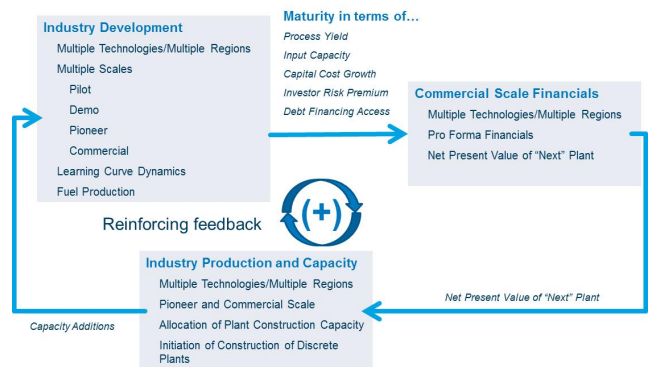 Industry Development
Multiple Technologies/Multiple Regions
Multiple Scales
Pilot
Demo
Pioneer
Commercial
Learning Curve Dynamics
Fuel Production
Maturity in terms of…
Process Yield
Input Capacity
Capital Cost Growth
Investor Risk Premium
Debt Financing Access
Commercial Scale Financials
Multiple Technologies/Multiple Regions
Pro Forma Financials
Net Present Value of “Next” Plant
Reinforcing feedback
(+)
Industry Production and Capacity
Multiple Technologies/Multiple Regions
Pioneer and Commercial Scale
Allocation of Plant Construction Capacity
Initiation of Construction of Discrete
Plants
Net Present Value of “Next” Plant
Capacity Additions